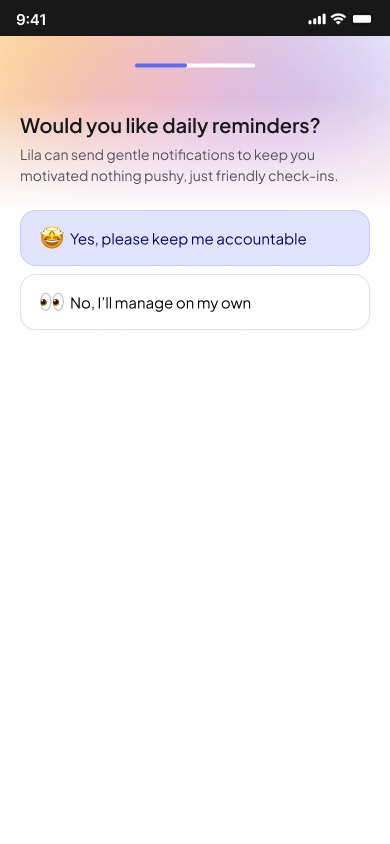 9:41
Would you like daily reminders?
Lila can send gentle notifications to keep you
motivated nothing pushy, just friendly check-ins.
🤩 Yes, please keep me accountable
👀 No, I’ll manage on my own